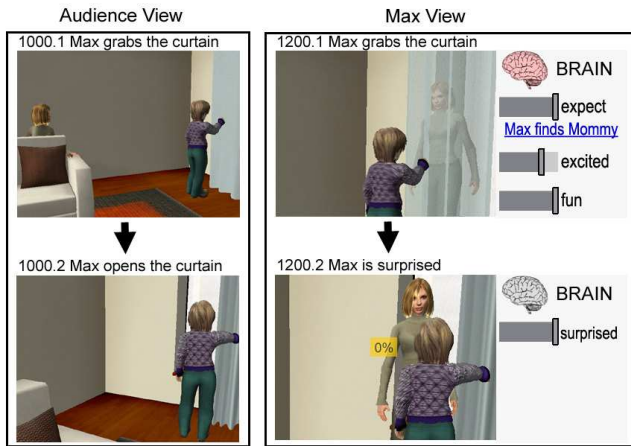 Audience View
1000.1 Max grabs the curtain
1000.2 Max opens the curtain
Max View
1200.1 Max grabs the curtain
BRAIN
expect
Max finds Mommy
excited
fun
1200.2 Max is surprised
0%
BRAIN
surprised